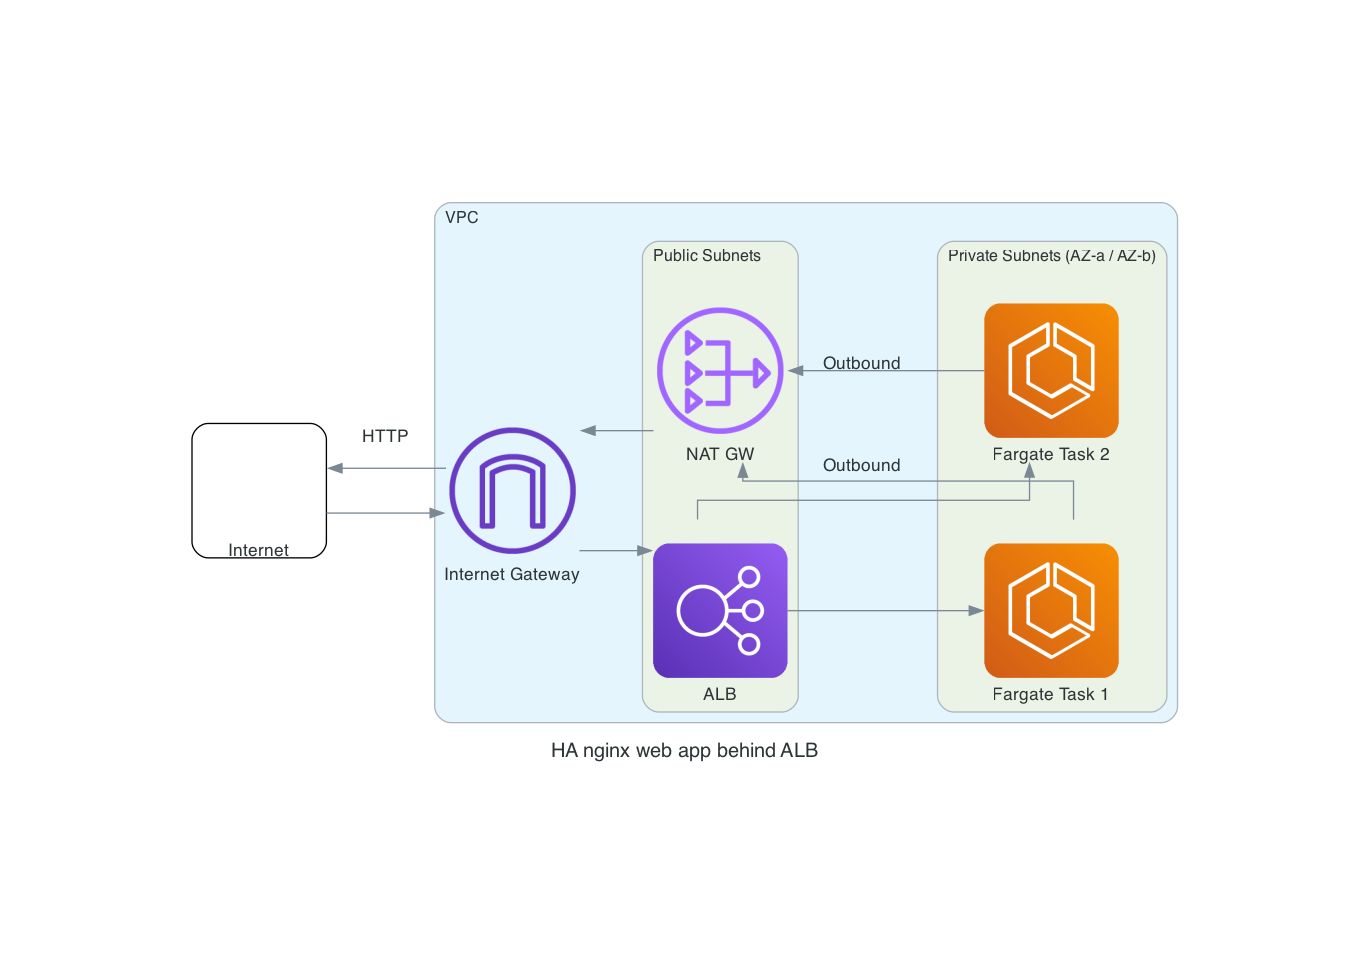 VPC
Public Subnets
Private Subnets (AZ-a / AZ-b)
Outbound
HTTP
NAT GW
Fargate Task 2
Outbound
Internet
Internet Gateway
ALB
Fargate Task 1
HA nginx web app behind ALB